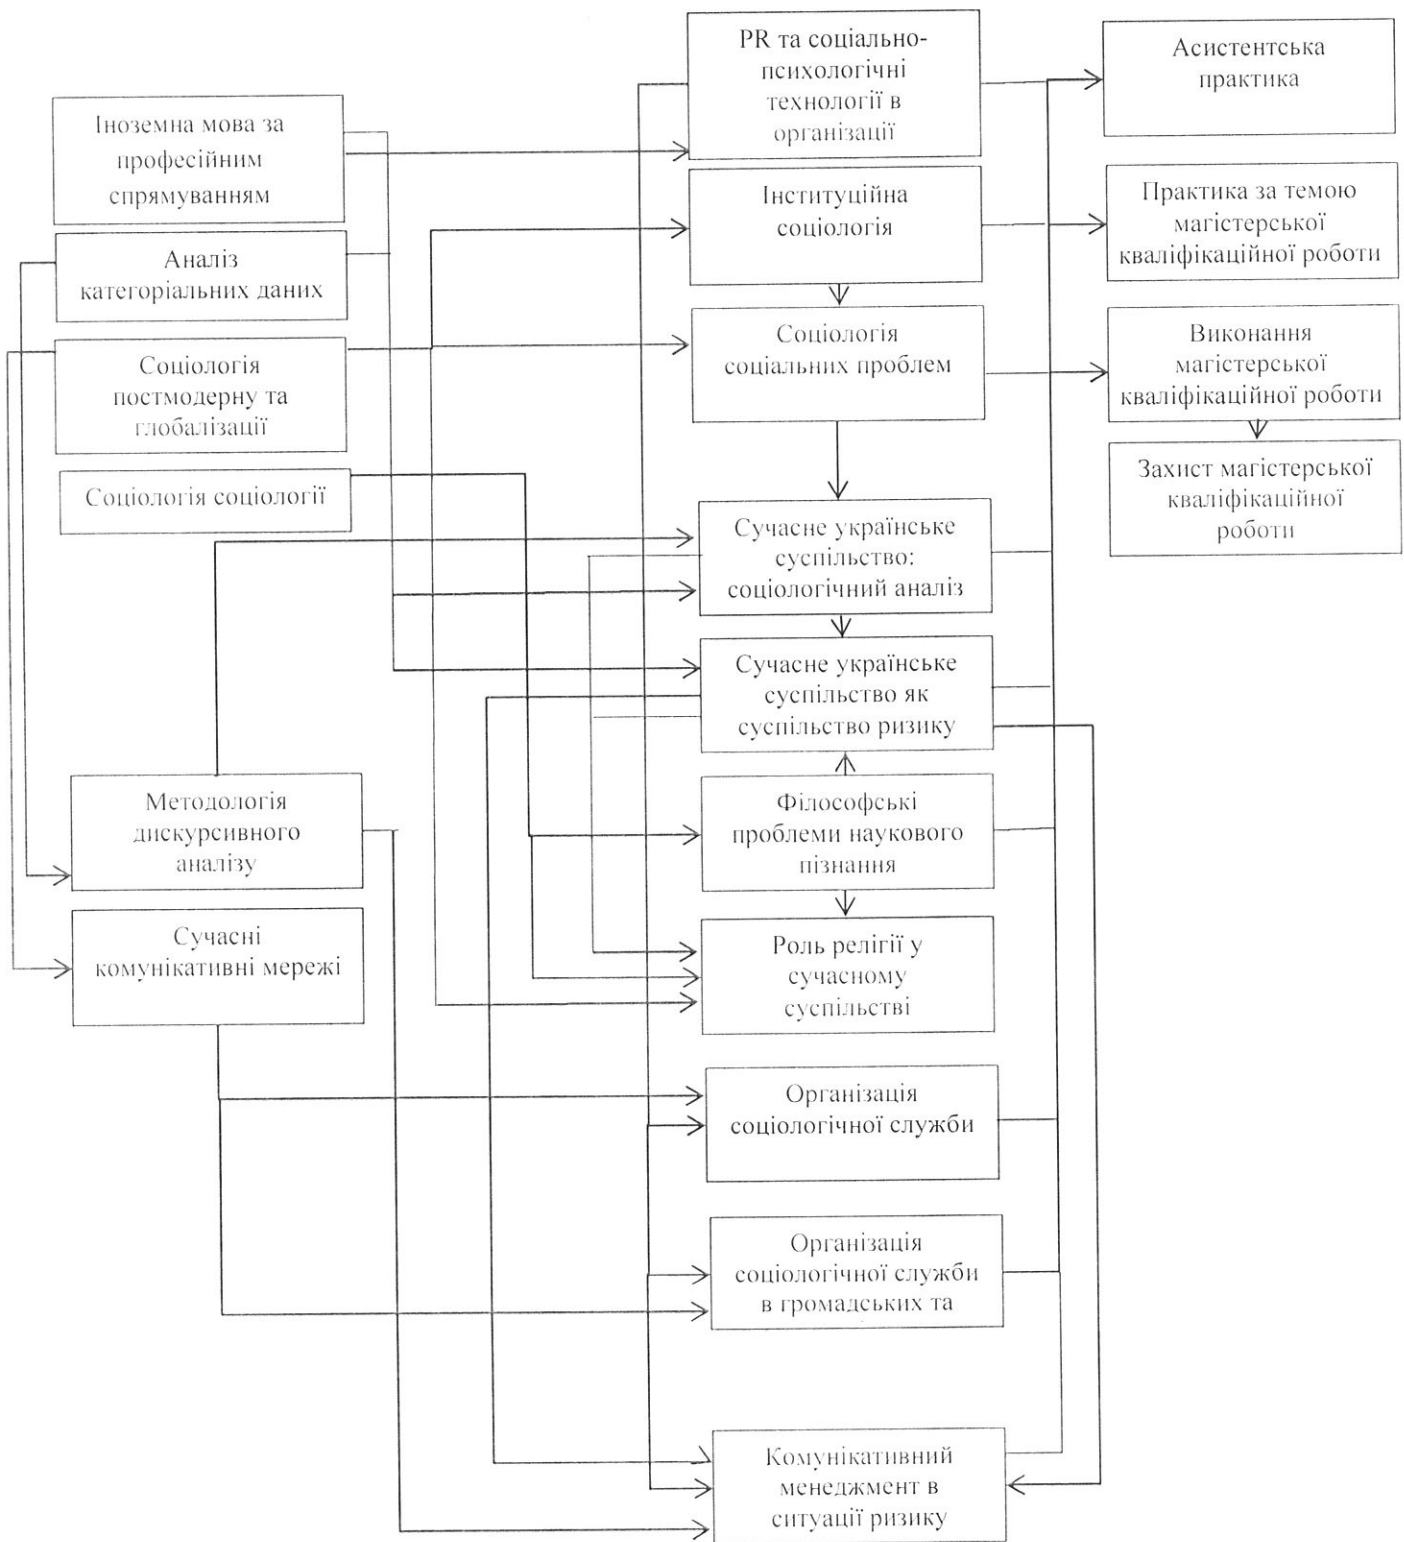 PR та соціально-
психологічні
технології в
організації
Асистентська
практика
Іноземна мова за
професійним
спрямуванням
Інституційна
соціологія
Практика за темою
магістерської
кваліфікаційної роботи
Аналіз
категоріальних даних
Соціологія
соціальних проблем
Виконання
магістерської
кваліфікаційної роботи
Соціологія
постмодерну та
глобалізації
Захист магістерської
кваліфікаційної
роботи
Соціологія соціології
Сучасне українське
суспільство:
соціологічний аналіз
Сучасне українське
суспільство як
суспільство ризику
Методологія
дискурсивного
аналізу
Філософські
проблеми наукового
пізнання
Сучасні
комунікативні мережі
Роль релігії у
сучасному
суспільстві
Організація
соціологічної служби
Організація
соціологічної служби
в громадських та
Комунікативний
менеджмент в
ситуації ризику